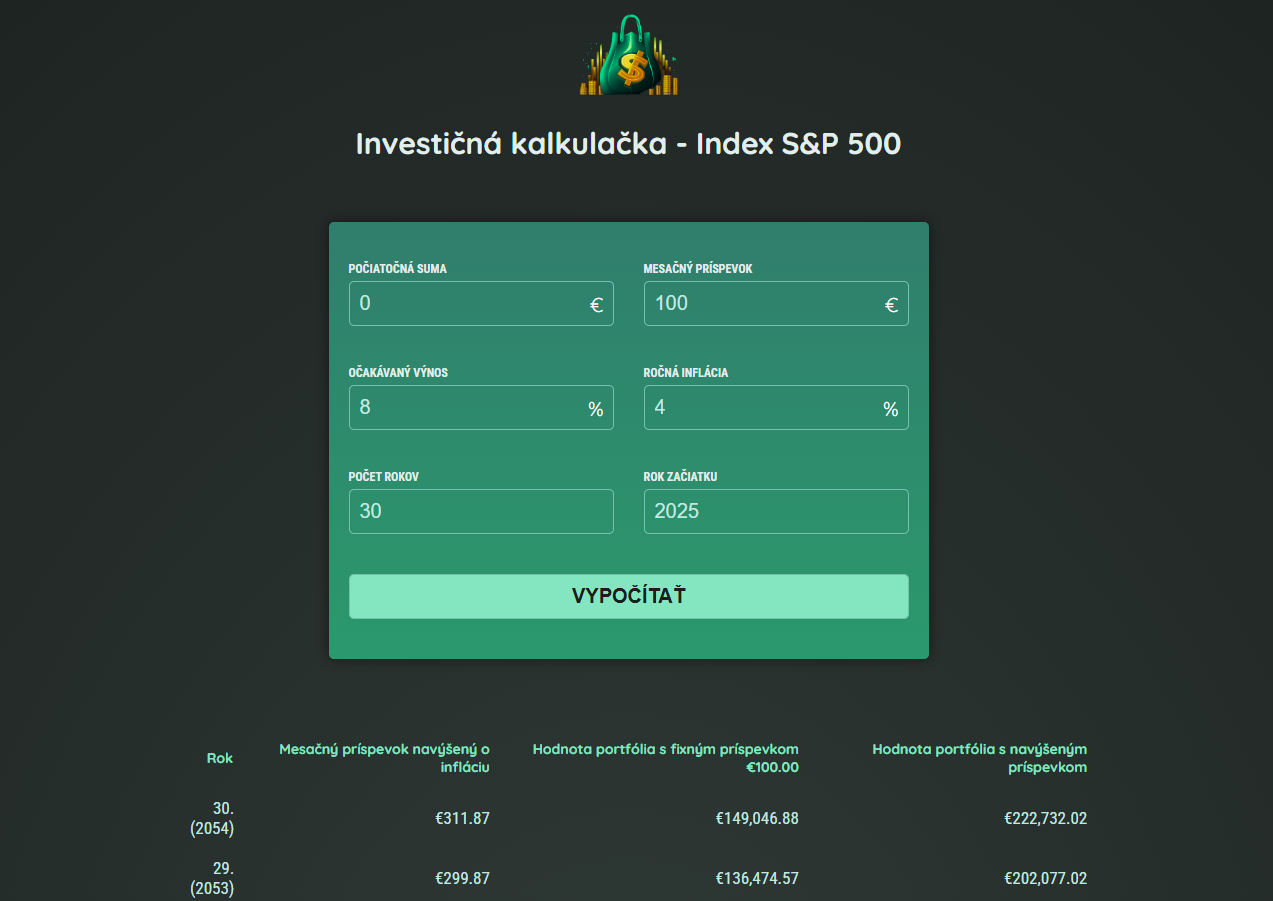 $
Investičná kalkulačka - Index S&P 500
POČIATOČNÁ SUMA
MESAČNÝ PRÍSPEVOK
0 €
100 €
OČAKÁVANÝ VÝNOS
ROČNÁ INFLÁCIA
8 %
4 %
POČET ROKOV
ROK ZAČIATKU
30
2025
VYPOČÍTAŤ
Rok
Mesačný príspevok navýšený o
infláciu
Hodnota portfólia s fixným príspevkom
€100.00
Hodnota portfólia s navýšeným
príspevkom
30.
(2054)
€311.87
€149,046.88
€222,732.02
29.
(2053)
€299.87
€136,474.57
€202,077.02